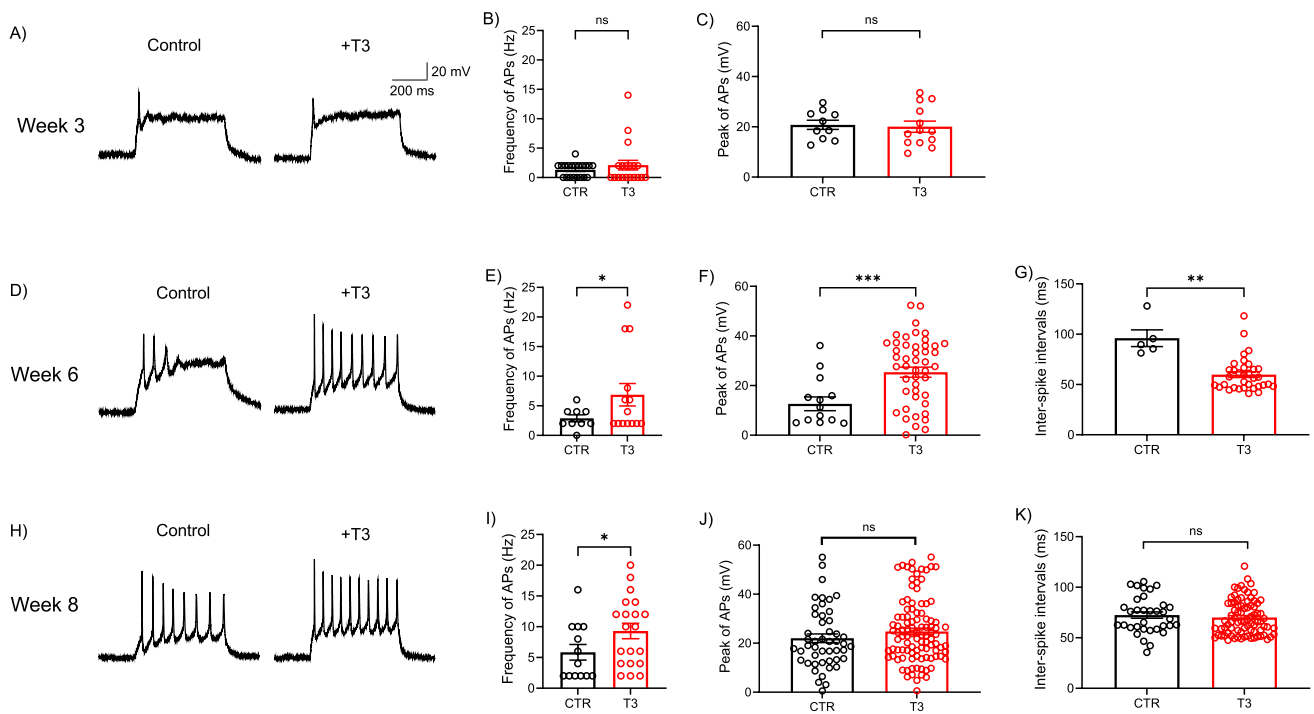 A)
Control
+T3
20 mV
200 ms
Week 3
B)
ns
Frequency of APs (Hz)
25
20
15
10
5
0
CTR
T3
C)
ns
Peak of APs (mV)
60
40
20
0
CTR
T3
D)
Control
+T3
Week 6
E)
*
Frequency of APs (Hz)
25
20
15
10
5
0
CTR
T3
F)
***
Peak of APs (mV)
60
40
20
0
CTR
T3
G)
**
Inter-spike intervals (ms)
150
100
50
0
CTR
T3
H)
Control
+T3
Week 8
I)
*
Frequency of APs (Hz)
25
20
15
10
5
0
CTR
T3
J)
ns
Peak of APs (mV)
60
40
20
0
CTR
T3
K)
ns
Inter-spike intervals (ms)
150
100
50
0
CTR
T3